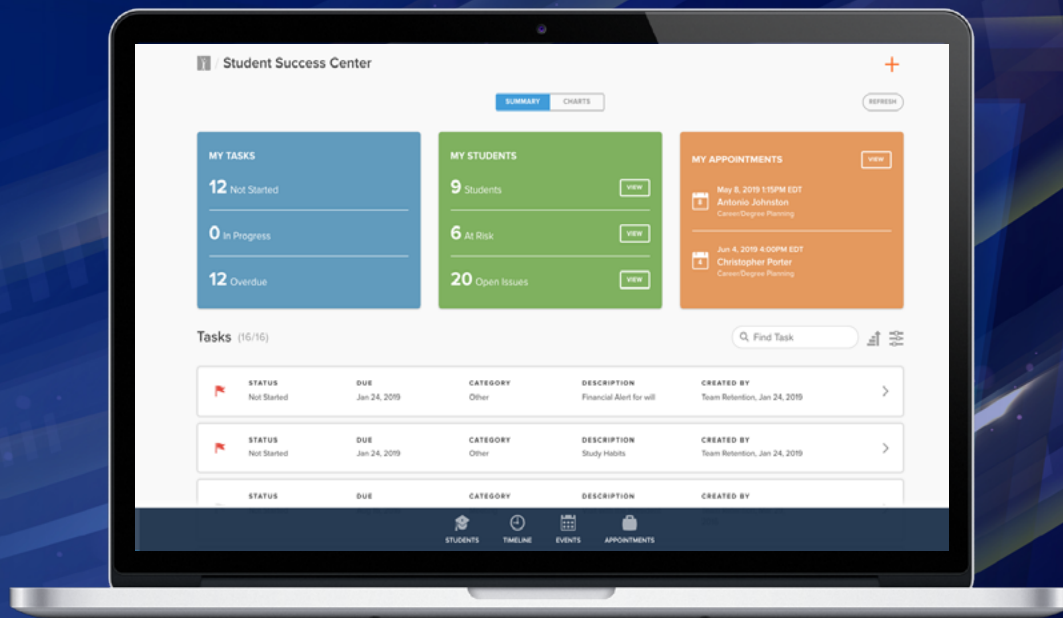 / Student Success Center
SUMMARY CHARTS
REFRESH
MY TASKS
12 Not Started
0 In Progress
12 Overdue
MY STUDENTS
9 Students VIEW
6 At Risk VIEW
20 Open Issues VIEW
MY APPOINTMENTS VIEW
May 8, 2019 1:15PM EDT
8 Antonio Johnston
Career/Degree Planning
Jun 4, 2019 4:00PM EDT
4 Christopher Porter
Career/Degree Planning
Tasks (16/16)
Find Task
STATUS DUE CATEGORY DESCRIPTION CREATED BY
Not Started Jan 24, 2019 Other Financial Alert for will Team Retention, Jan 24, 2019
STATUS DUE CATEGORY DESCRIPTION CREATED BY
Not Started Jan 24, 2019 Other Study Habits Team Retention, Jan 24, 2019
STATUS DUE CATEGORY DESCRIPTION CREATED BY
STUDENTS TIMELINE EVENTS APPOINTMENTS